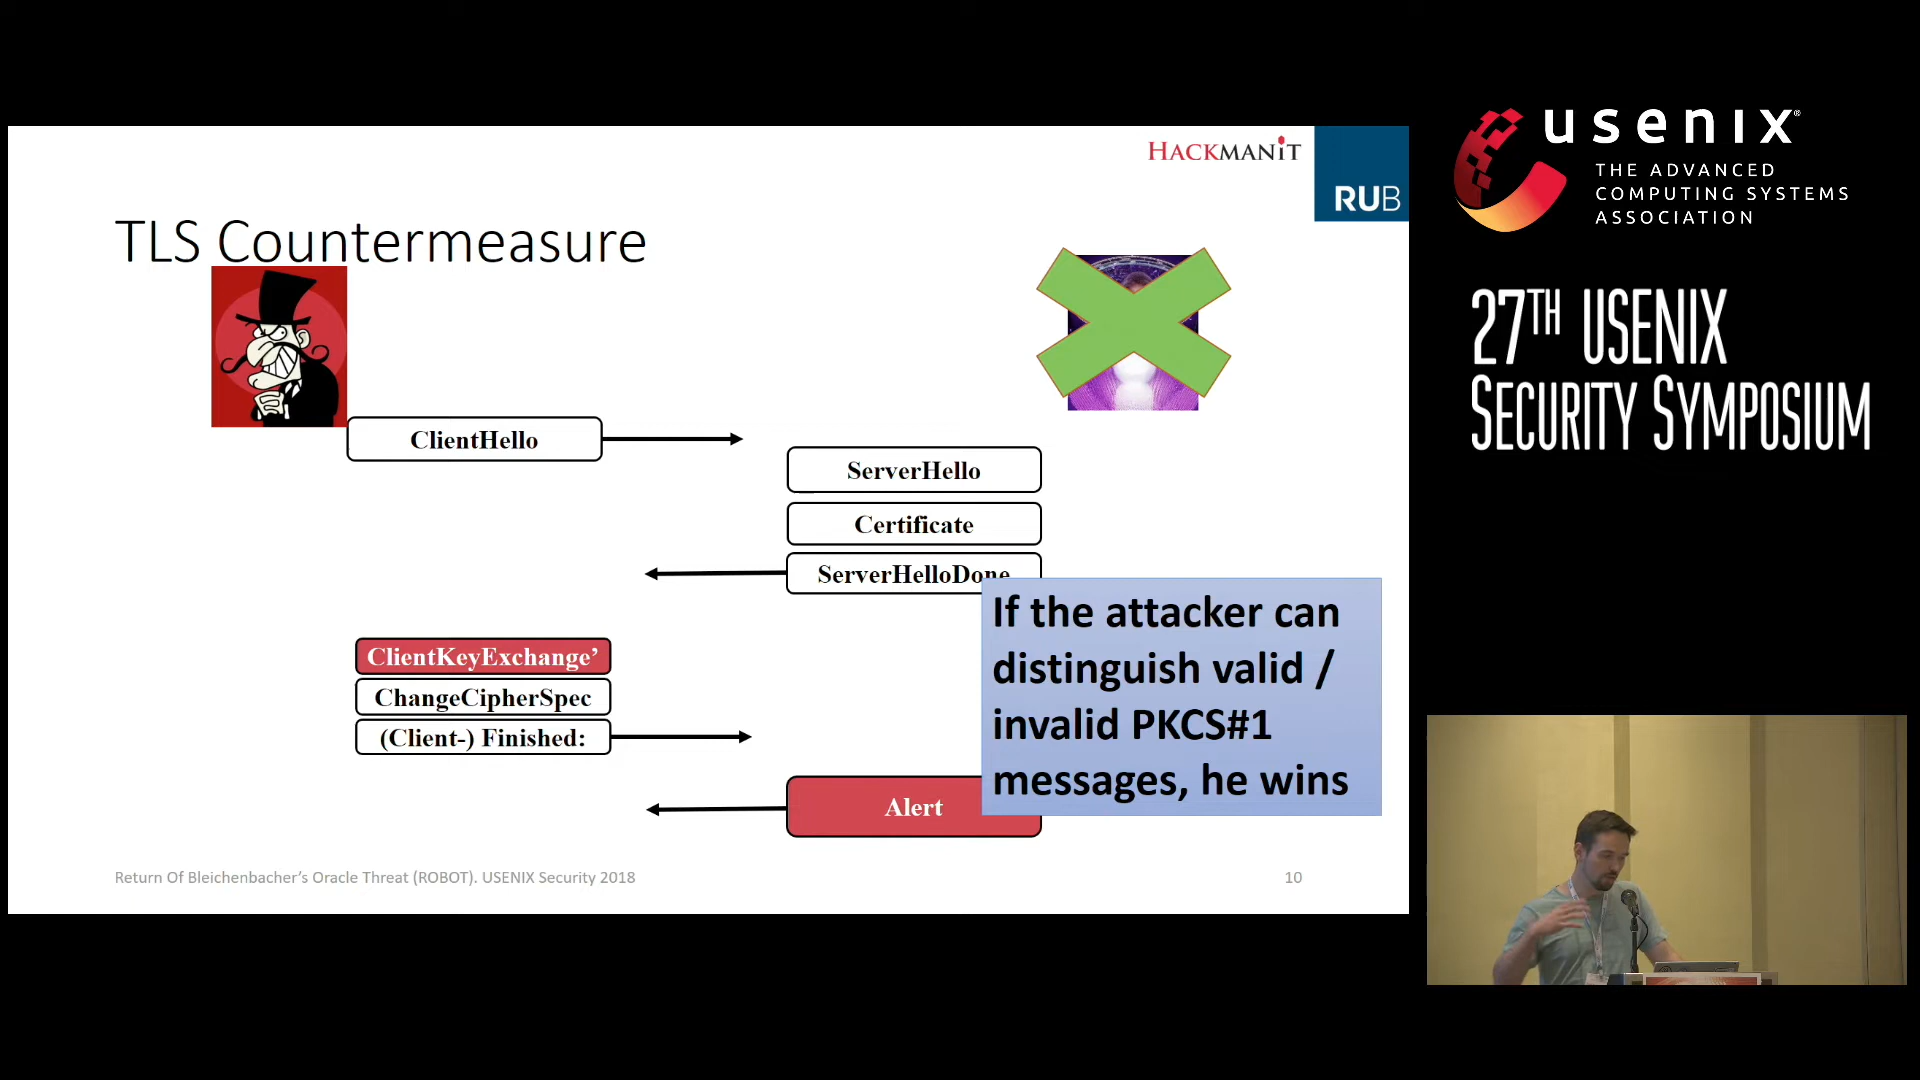 HACKMANIT
RUB
TLS Countermeasure
ClientHello
ServerHello
Certificate
ServerHelloDone
ClientKeyExchange’
ChangeCipherSpec
(Client-) Finished:
Alert
If the attacker can
distinguish valid /
invalid PKCS#1
messages, he wins
Return Of Bleichenbacher’s Oracle Threat (ROBOT). USENIX Security 2018
10
usenix®
THE ADVANCED
COMPUTING SYSTEMS
ASSOCIATION
27TH USENIX
SECURITY SYMPOSIUM